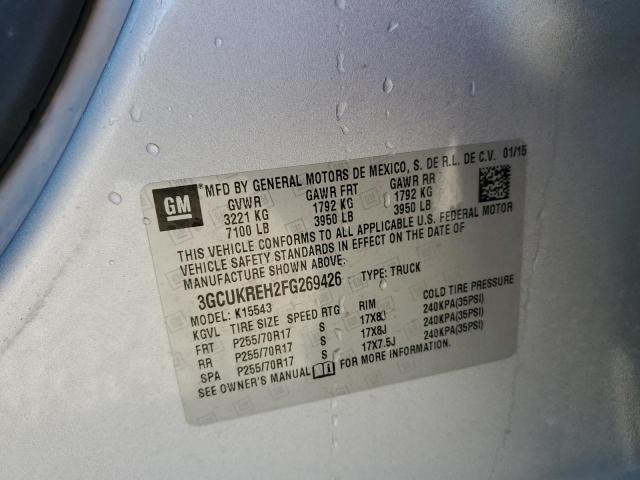 GM
*MFD BY GENERAL MOTORS DE MEXICO, S. DE R.L. DE C.V. 01/15
GVWR GAWR FRT GAWR RR
3221 KG 1792 KG 1792 KG
7100 LB 3950 LB 3950 LB
THIS VEHICLE CONFORMS TO ALL APPLICABLE U.S. FEDERAL MOTOR
VEHICLE SAFETY STANDARDS IN EFFECT ON THE DATE OF
MANUFACTURE SHOWN ABOVE.
3GCUKREH2FG269426 TYPE: TRUCK
MODEL: K15543
KGVL TIRE SIZE SPEED RTG RIM COLD TIRE PRESSURE
FRT P255/70R17 S 17X8J 240KPA(35PSI)
RR P255/70R17 S 17X8J 240KPA(35PSI)
SPA P255/70R17 S 17X7.5J 240KPA(35PSI)
SEE OWNER'S MANUAL FOR MORE INFORMATION.